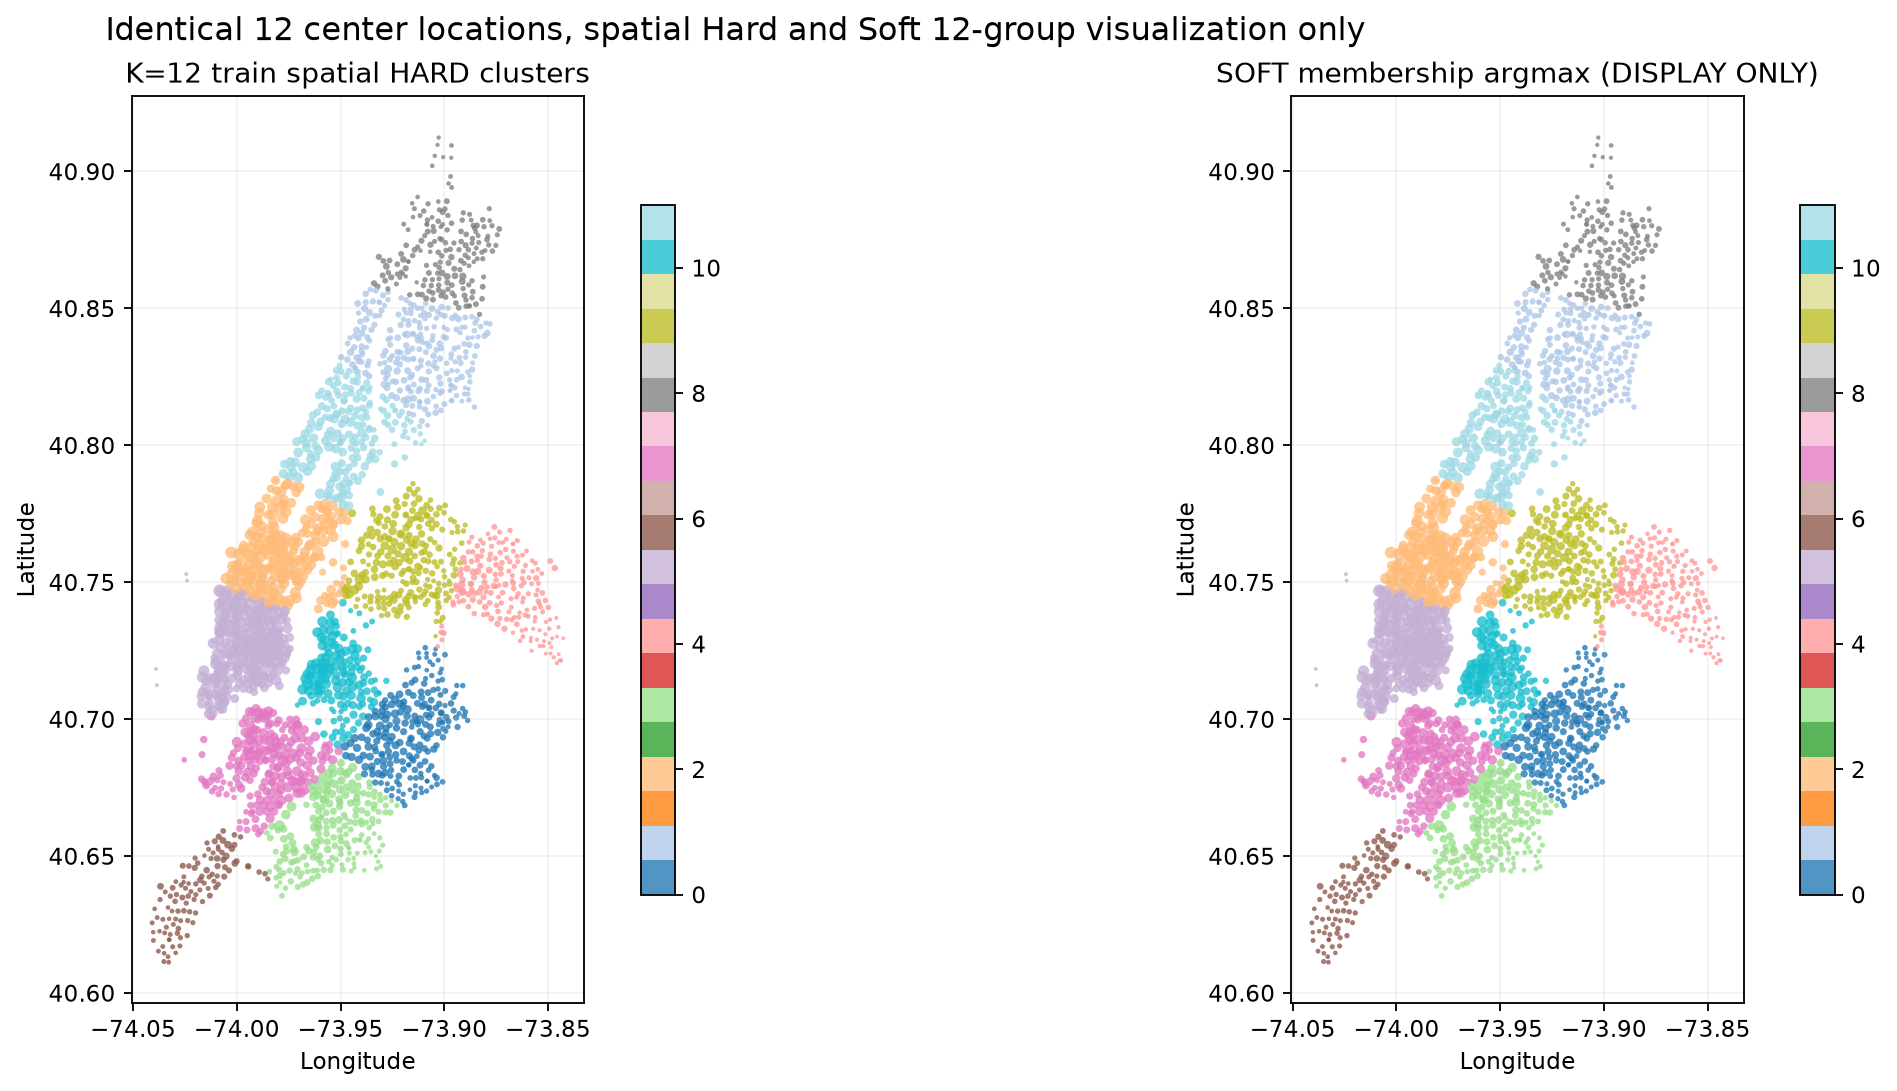 Identical 12 center locations, spatial Hard and Soft 12-group visualization only
K=12 train spatial HARD clusters
Latitude
40.90
40.85
40.80
40.75
40.70
40.65
40.60
−74.05 −74.00 −73.95 −73.90 −73.85
Longitude
10
8
6
4
2
0
SOFT membership argmax (DISPLAY ONLY)
Latitude
40.90
40.85
40.80
40.75
40.70
40.65
40.60
−74.05 −74.00 −73.95 −73.90 −73.85
Longitude
10
8
6
4
2
0